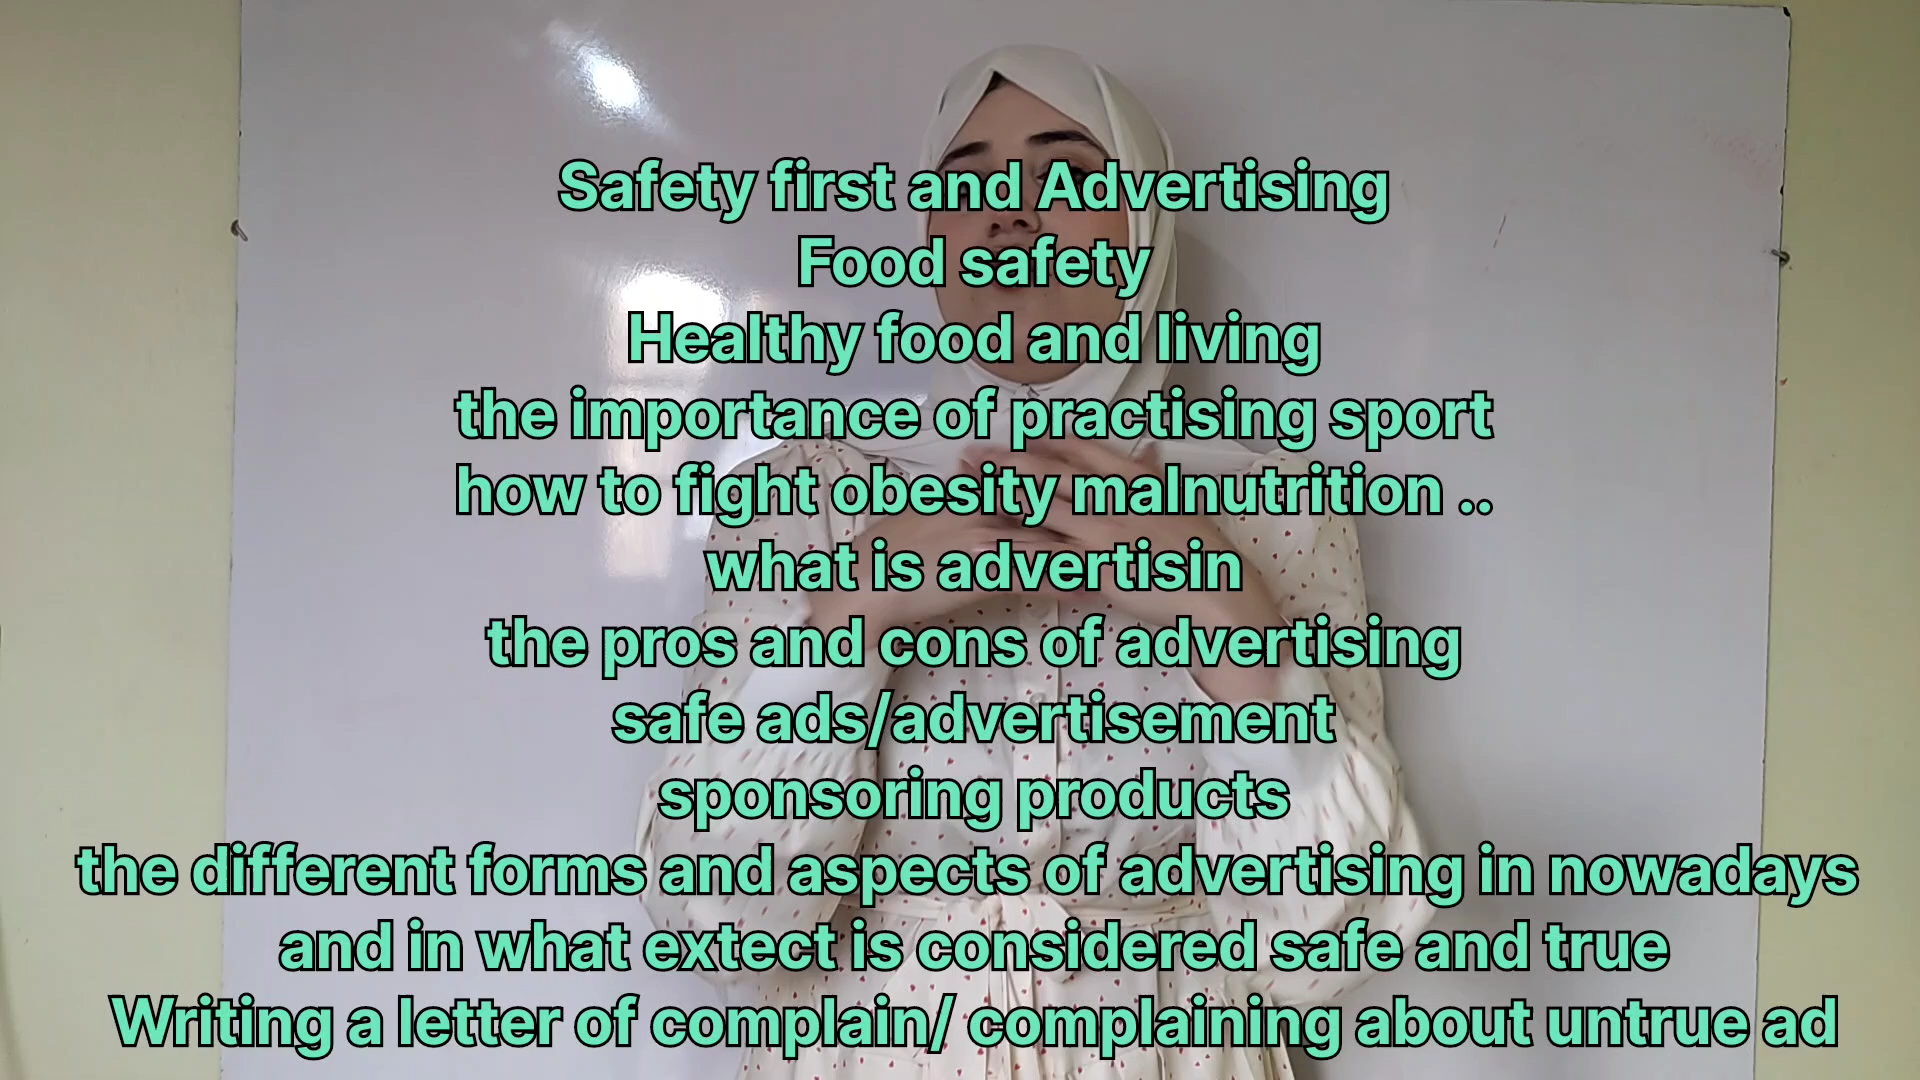 Safety first and Advertising
Food safety
Healthy food and living
the importance of practising sport
how to fight obesity malnutrition ..
what is advertisin
the pros and cons of advertising
safe ads/advertisement
sponsoring products
the different forms and aspects of advertising in nowadays
and in what extect is considered safe and true
Writing a letter of complain/ complaining about untrue ad